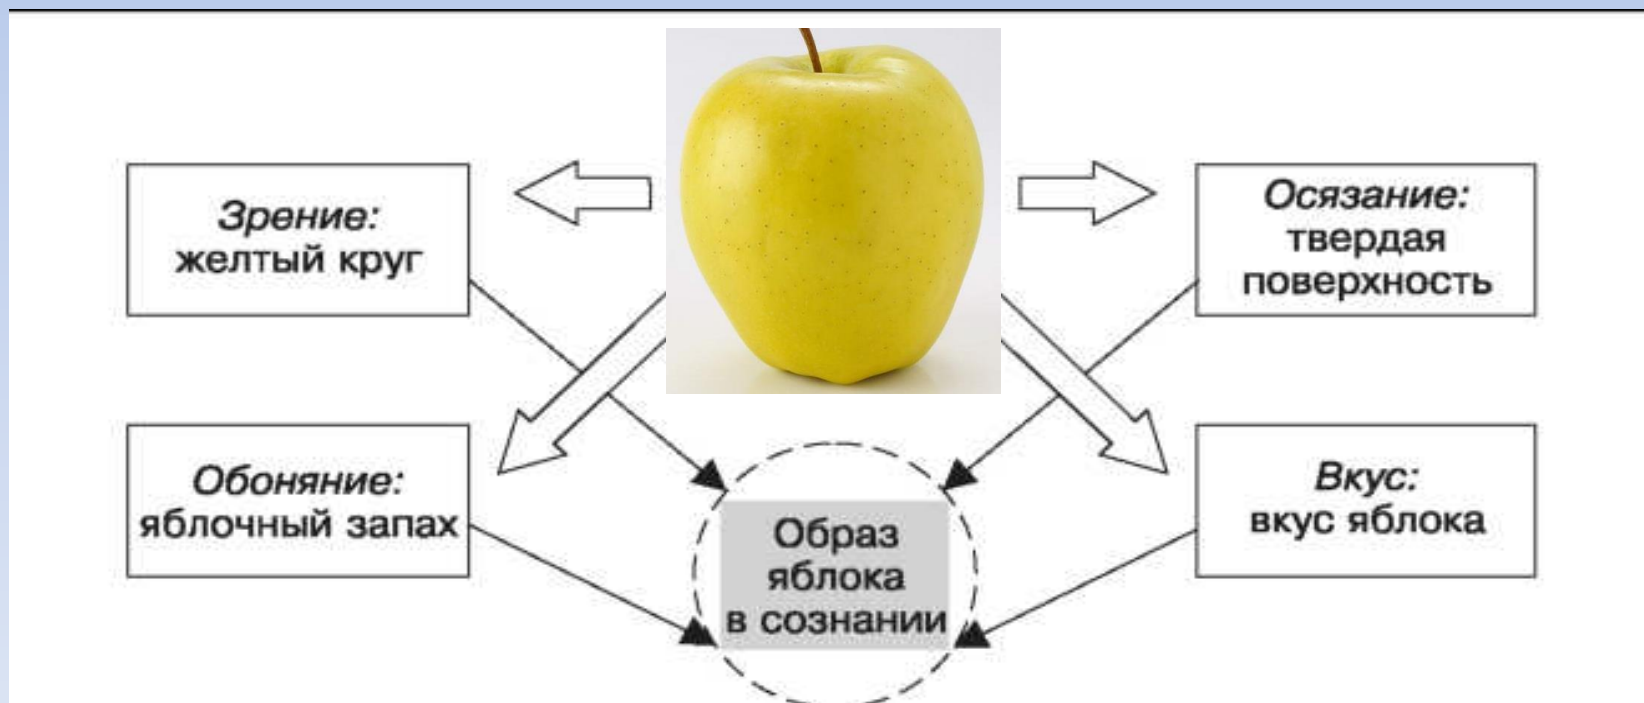 Зрение:
желтый круг
Осязание:
твердая
поверхность
Обоняние:
яблочный запах
Вкус:
вкус яблока
Образ
яблока
в сознании